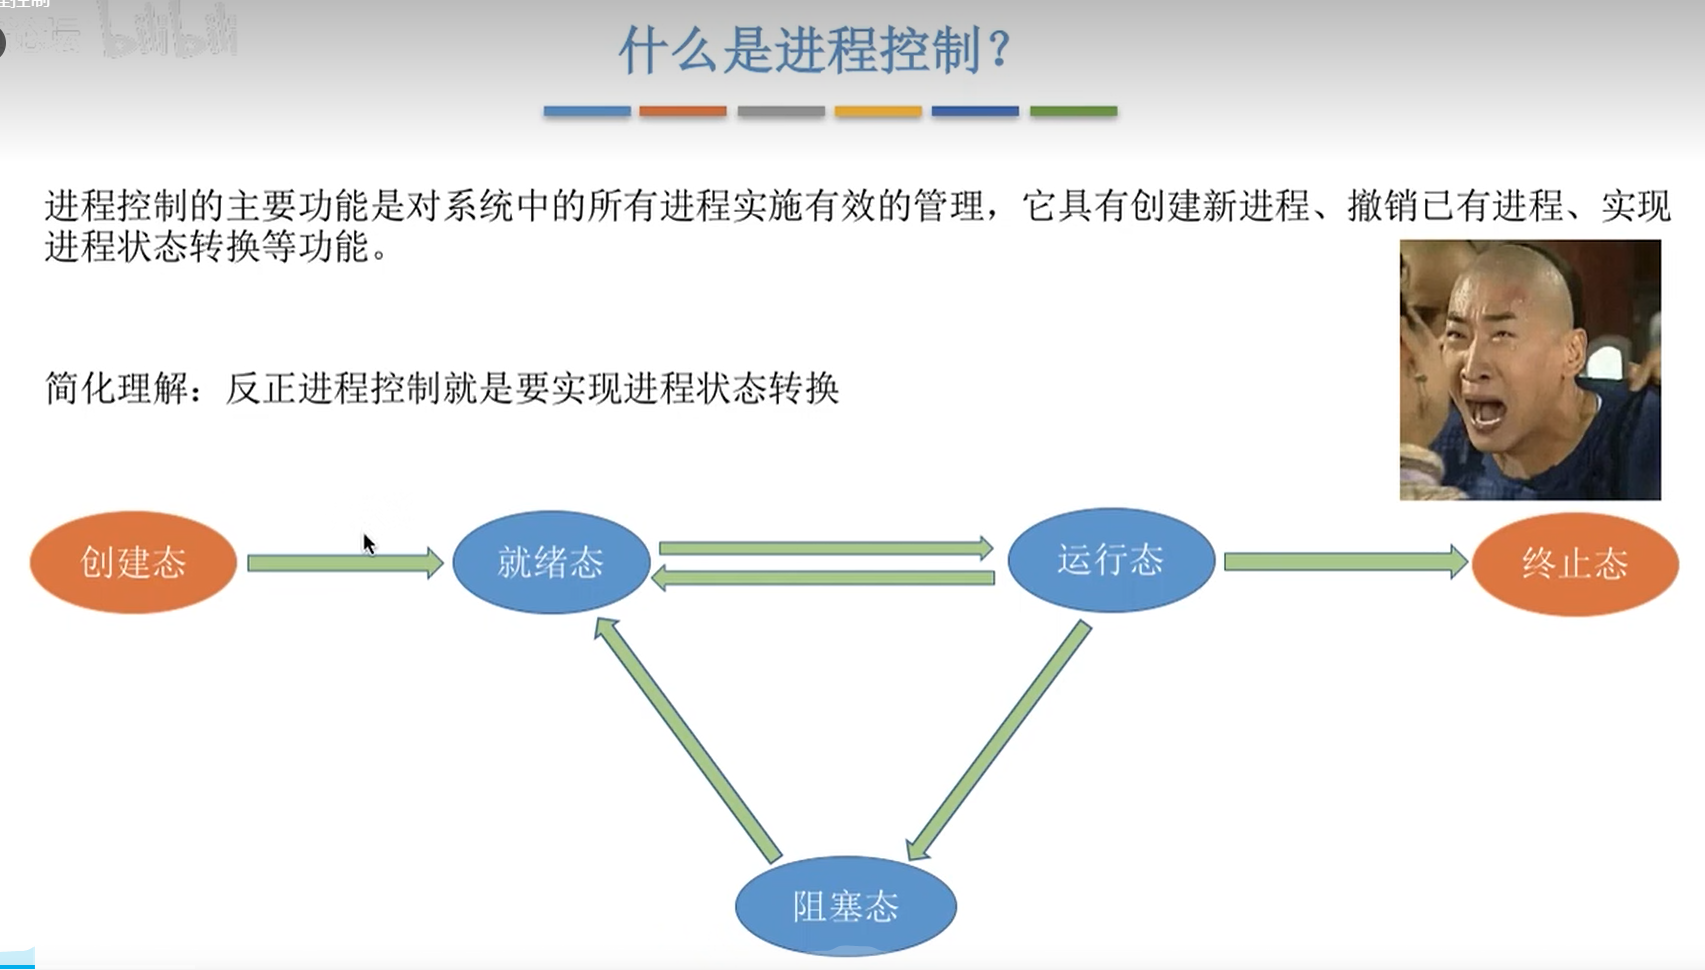 什么是进程控制？
进程控制的主要功能是对系统中的所有进程实施有效的管理，它具有创建新进程、撤销已有进程、实现
进程状态转换等功能。
简化理解：反正进程控制就是要实现进程状态转换
创建态
就绪态
运行态
终止态
阻塞态